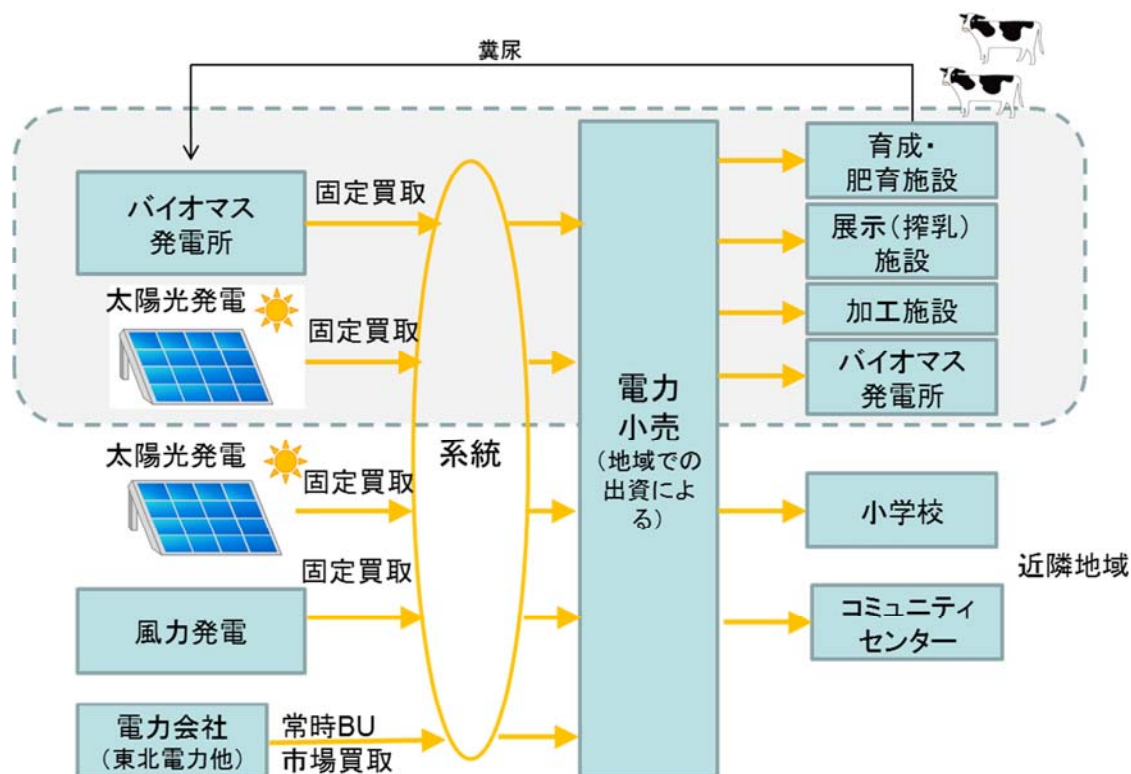 糞尿
バイオマス
発電所
固定買取
太陽光発電
固定買取
太陽光発電
固定買取
固定買取
風力発電
電力会社
（東北電力他）
常時BU
市場買取
系統
電力
小売
（地域での
出資によ
る）
育成・
肥育施設
展示（搾乳）
施設
加工施設
バイオマス
発電所
小学校
コミュニティ
センター
近隣地域